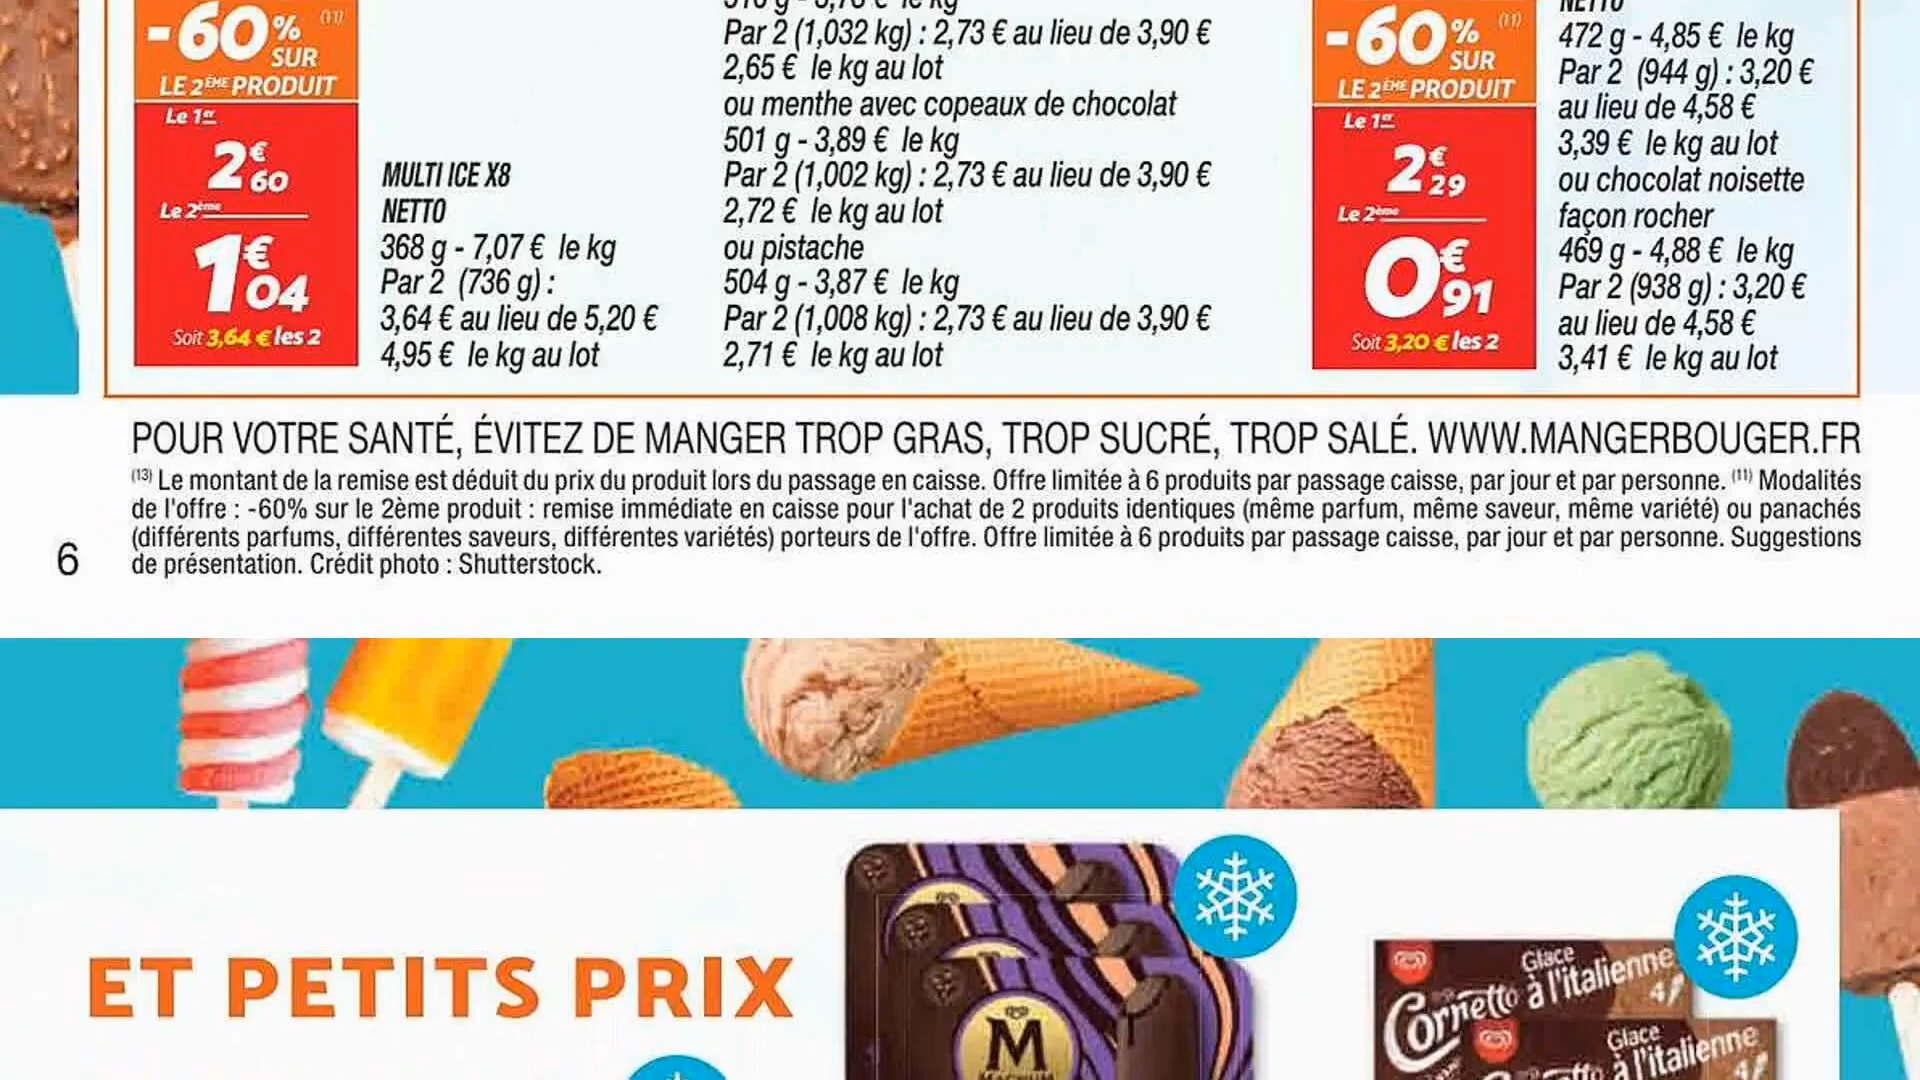 -60% (11)
SUR
LE 2ÈME PRODUIT
Le 1er
2€60
Le 2ème
1€04
Soit 3,64 € les 2
MULTI ICE X8
NETTO
368 g - 7,07 € le kg
Par 2 (736 g) :
3,64 € au lieu de 5,20 €
4,95 € le kg au lot
Par 2 (1,032 kg) : 2,73 € au lieu de 3,90 €
2,65 € le kg au lot
ou menthe avec copeaux de chocolat
501 g - 3,89 € le kg
Par 2 (1,002 kg) : 2,73 € au lieu de 3,90 €
2,72 € le kg au lot
ou pistache
504 g - 3,87 € le kg
Par 2 (1,008 kg) : 2,73 € au lieu de 3,90 €
2,71 € le kg au lot
-60% (11)
SUR
LE 2ÈME PRODUIT
Le 1er
2€29
Le 2ème
0€91
Soit 3,20 € les 2
NETTO
472 g - 4,85 € le kg
Par 2 (944 g) : 3,20 €
au lieu de 4,58 €
3,39 € le kg au lot
ou chocolat noisette
façon rocher
469 g - 4,88 € le kg
Par 2 (938 g) : 3,20 €
au lieu de 4,58 €
3,41 € le kg au lot
POUR VOTRE SANTÉ, ÉVITEZ DE MANGER TROP GRAS, TROP SUCRÉ, TROP SALÉ. WWW.MANGERBOUGER.FR
(13) Le montant de la remise est déduit du prix du produit lors du passage en caisse. Offre limitée à 6 produits par passage caisse, par jour et par personne. (11) Modalités
de l'offre : -60% sur le 2ème produit : remise immédiate en caisse pour l'achat de 2 produits identiques (même parfum, même saveur, même variété) ou panachés
(différents parfums, différentes saveurs, différentes variétés) porteurs de l'offre. Offre limitée à 6 produits par passage caisse, par jour et par personne. Suggestions
de présentation. Crédit photo : Shutterstock.
6
ET PETITS PRIX
M
Glace
à l'italienne
Cornetto
4
Glace
à l'italienne
4